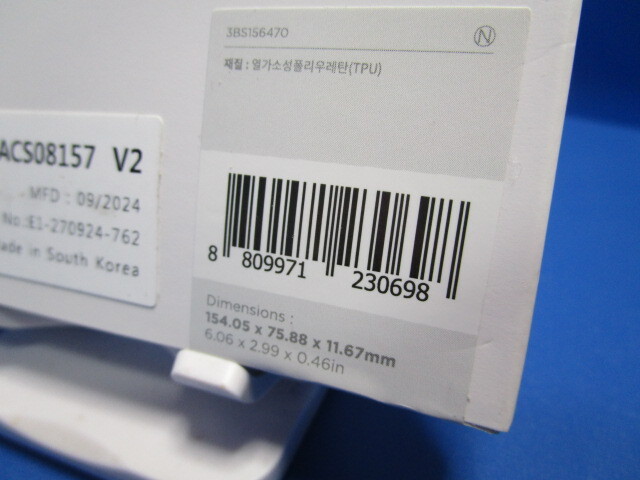 3BS156470 N
재질 : 열가소성폴리우레탄(TPU)
ACS08157 V2
MFD : 09/2024
No.:E1-270924-762
ade in South Korea
8 809971 230698
Dimensions :
154.05 x 75.88 x 11.67mm
6.06 x 2.99 x 0.46in